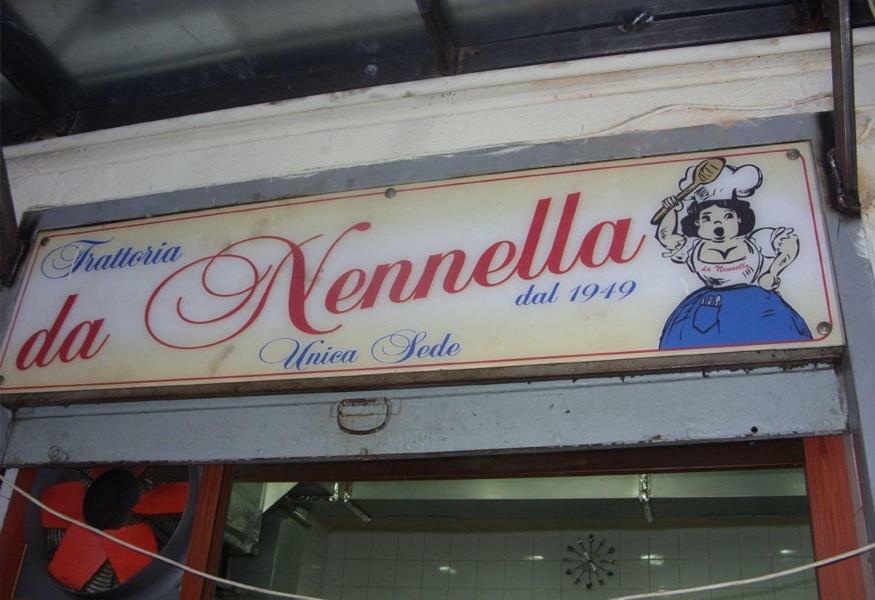 Trattoria
da Nennella
dal 1949
Unica Sede
da Nennella